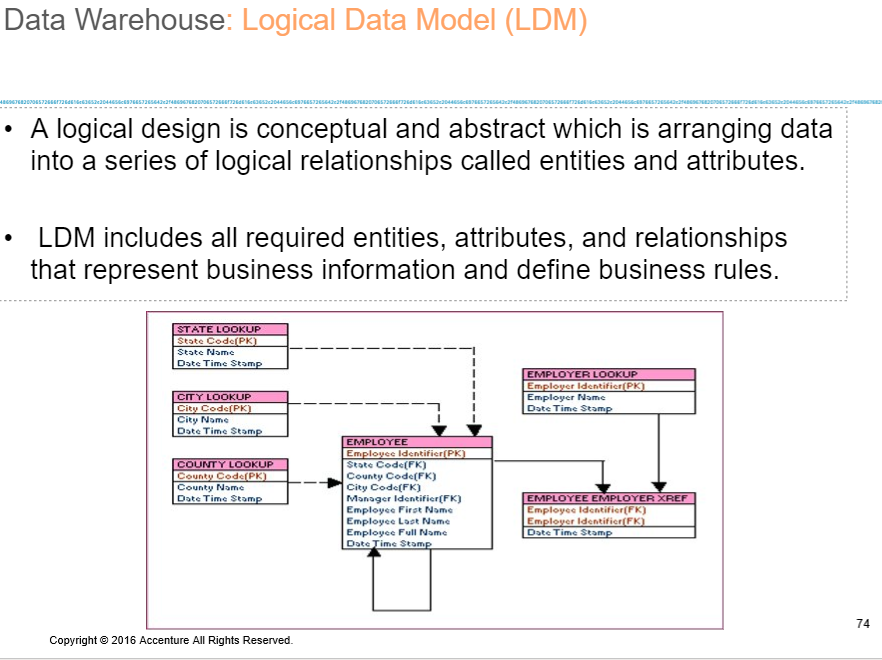 Data Warehouse: Logical Data Model (LDM)
• A logical design is conceptual and abstract which is arranging data
into a series of logical relationships called entities and attributes.
• LDM includes all required entities, attributes, and relationships
that represent business information and define business rules.
STATE LOOKUP
State Code(PK)
State Name
Date Time Stamp
CITY LOOKUP
City Code(PK)
City Name
Date Time Stamp
COUNTY LOOKUP
County Code(PK)
County Name
Date Time Stamp
EMPLOYEE
Employee Identifier(PK)
State Code(FK)
County Code(FK)
City Code(FK)
Manager Identifier(FK)
Employee First Name
Employee Last Name
Employee Full Name
Date Time Stamp
EMPLOYER LOOKUP
Employer Identifier(PK)
Employer Name
Date Time Stamp
EMPLOYEE EMPLOYER XREF
Employee Identifier(FK)
Employer Identifier(FK)
Date Time Stamp
74
Copyright © 2016 Accenture All Rights Reserved.